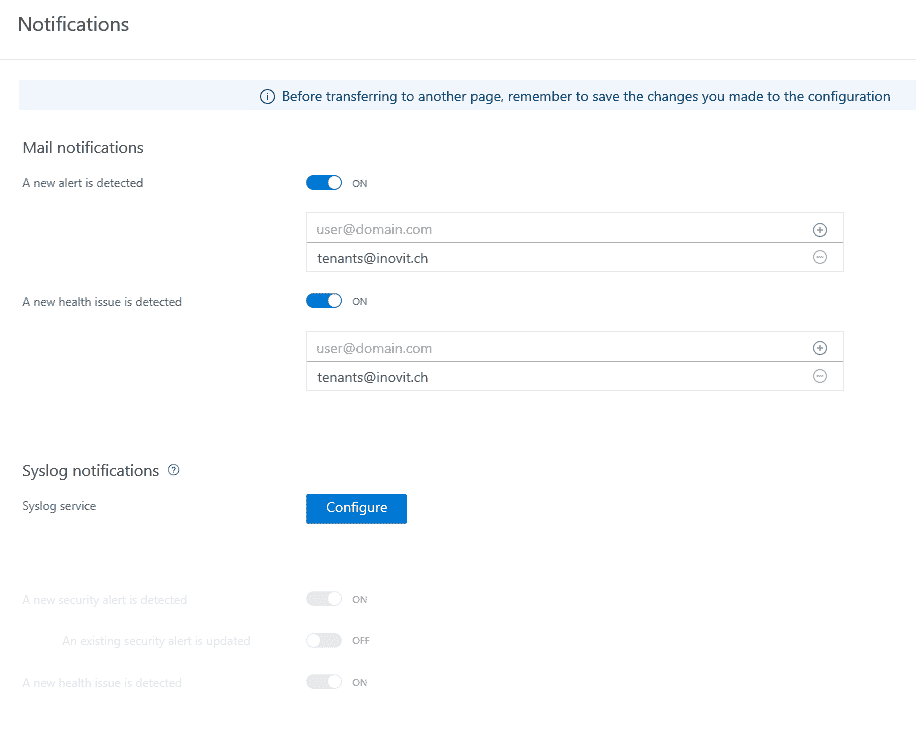 Notifications
Before transferring to another page, remember to save the changes you made to the configuration
Mail notifications
A new alert is detected
ON
user@domain.com
tenants@inovit.ch
A new health issue is detected
ON
user@domain.com
tenants@inovit.ch
Syslog notifications
Syslog service
Configure
A new security alert is detected
ON
An existing security alert is updated
OFF
A new health issue is detected
ON